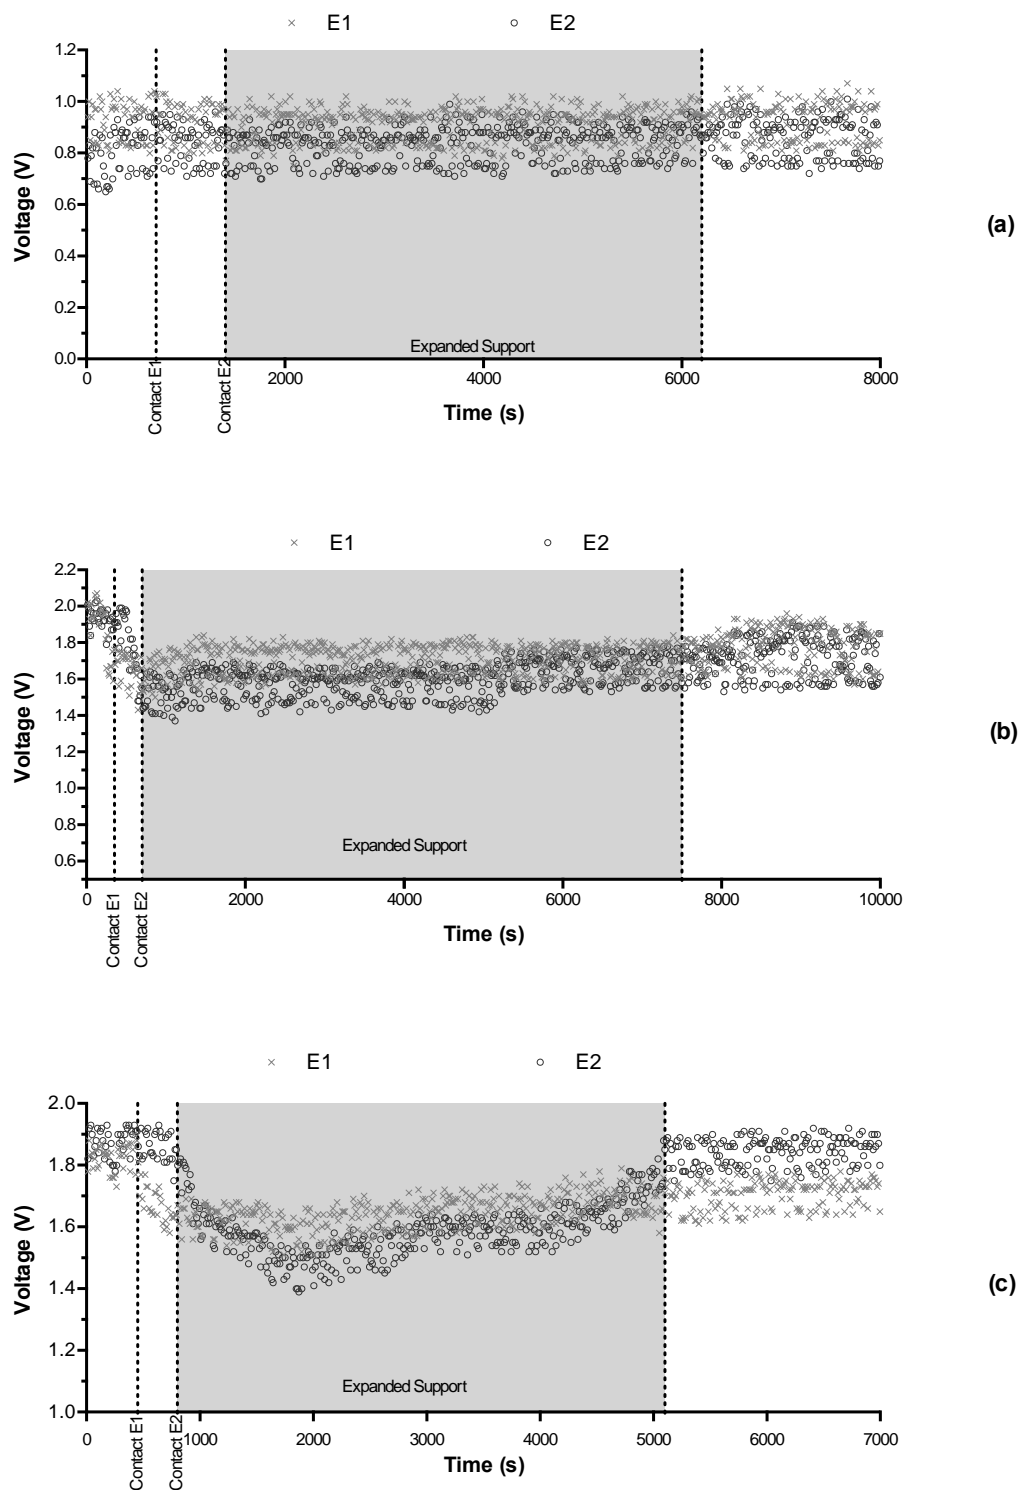 E1 E2
1.2
1.0
0.8
0.6
0.4
0.2
0.0
Voltage (V)
Expanded Support
0 2000 4000 6000 8000
Contact E1
Contact E2
Time (s)
(a)
E1 E2
2.2
2.0
1.8
1.6
1.4
1.2
1.0
0.8
0.6
Voltage (V)
Expanded Support
0 2000 4000 6000 8000 10000
Contact E1
Contact E2
Time (s)
(b)
E1 E2
2.0
1.8
1.6
1.4
1.2
1.0
Voltage (V)
Expanded Support
0 1000 2000 3000 4000 5000 6000 7000
Contact E1
Contact E2
Time (s)
(c)